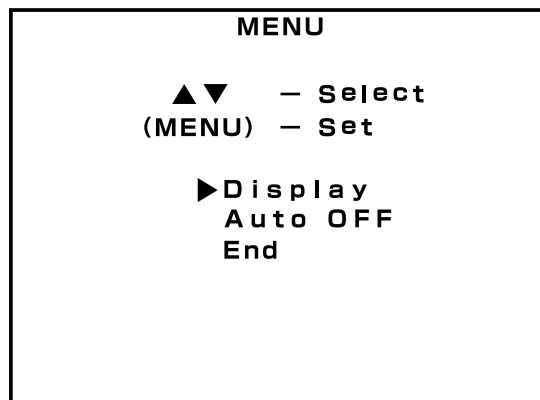 MENU
▲▼ – Select
(MENU) – Set
▶Display
Auto OFF
End